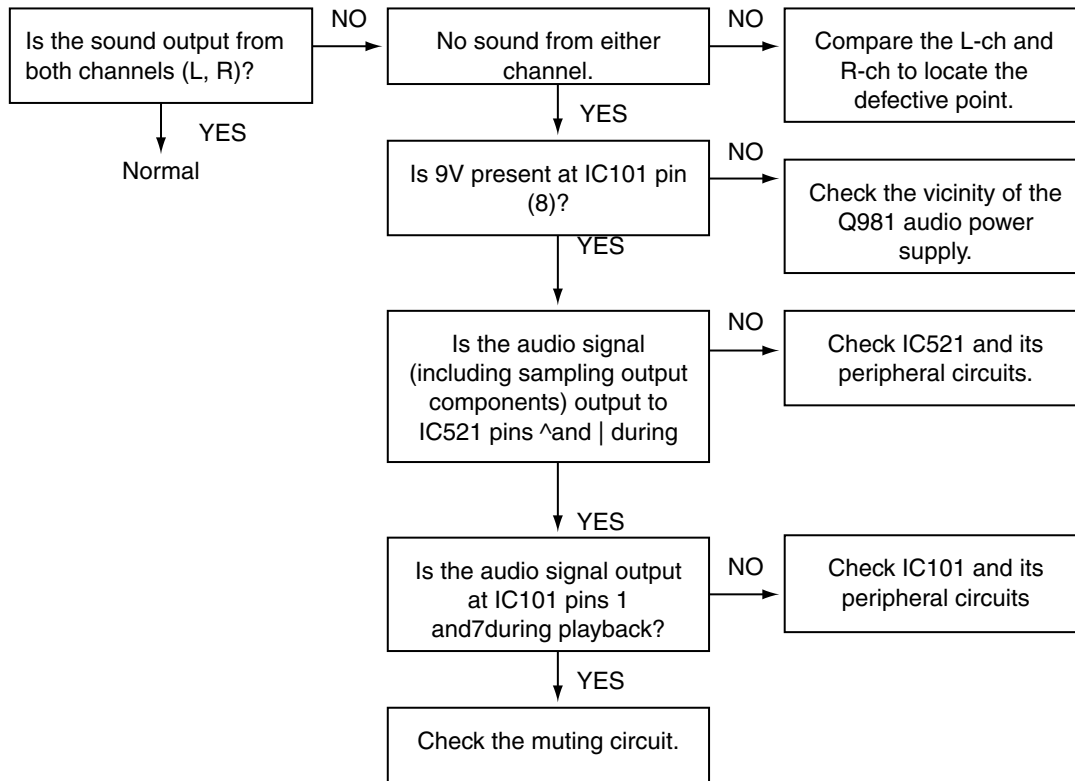 Is the sound output from
both channels (L, R)?
NO
YES
Normal
No sound from either
channel.
NO
Compare the L-ch and
R-ch to locate the
defective point.
YES
Is 9V present at IC101 pin
(8)?
NO
Check the vicinity of the
Q981 audio power
supply.
YES
Is the audio signal
(including sampling output
components) output to
IC521 pins ^and | during
NO
Check IC521 and its
peripheral circuits.
YES
Is the audio signal output
at IC101 pins 1
and7during playback?
NO
Check IC101 and its
peripheral circuits
YES
Check the muting circuit.